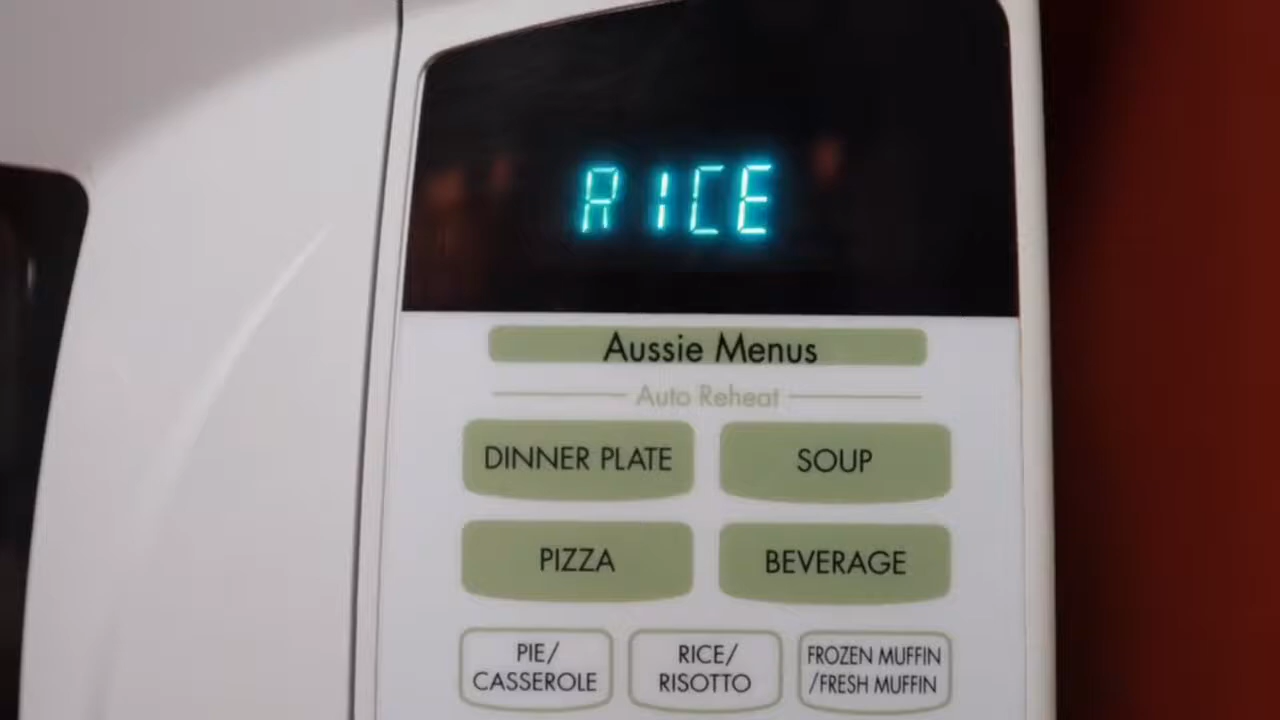 RICE
Aussie Menus
Auto Reheat
DINNER PLATE
SOUP
PIZZA
BEVERAGE
PIE/
CASSEROLE
RICE/
RISOTTO
FROZEN MUFFIN
/FRESH MUFFIN